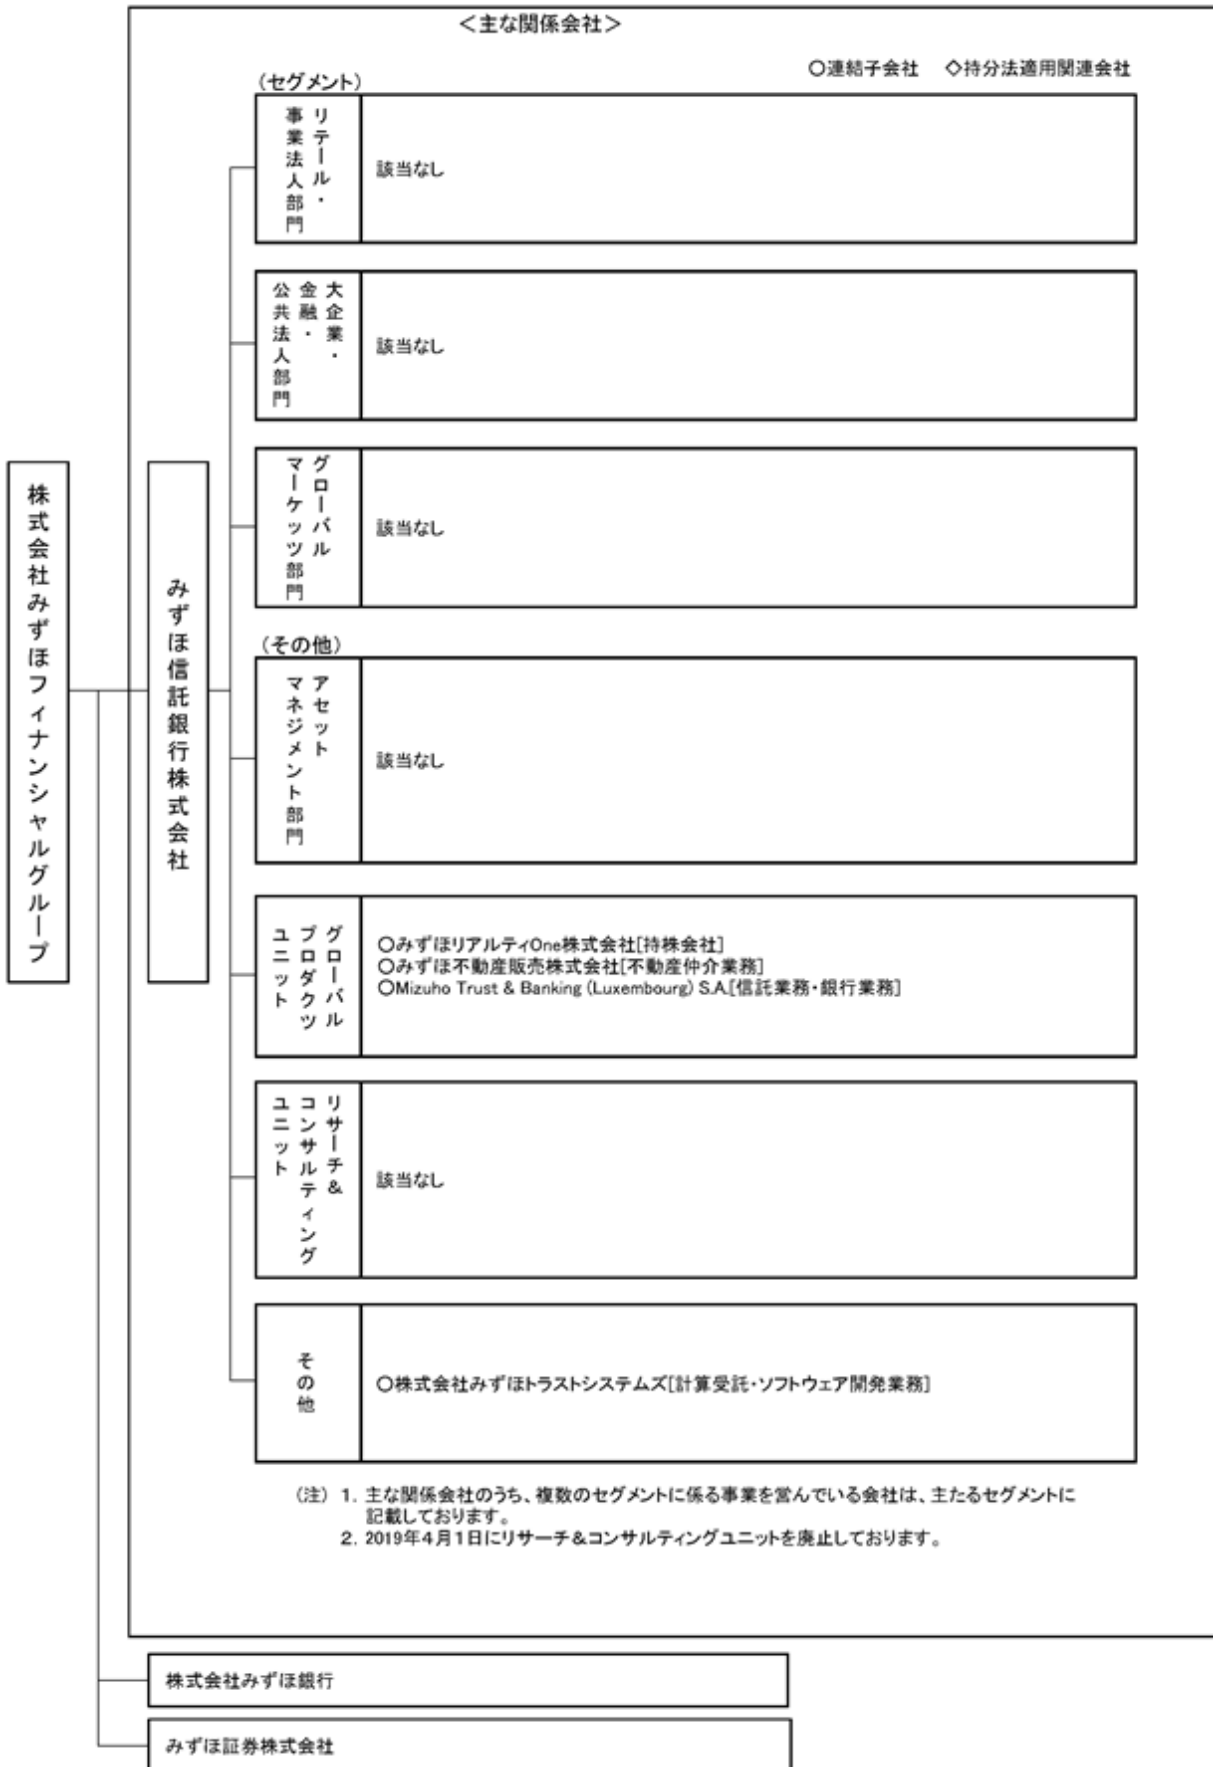 ＜主な関係会社＞
○連結子会社　◇持分法適用関連会社
（セグメント）
リテール・
事業法人部門
該当なし
大企業・
金融・
公共法人部門
該当なし
グローバル
マーケッツ部門
該当なし
株式会社みずほフィナンシャルグループ
みずほ信託銀行株式会社
（その他）
アセット
マネジメント部門
該当なし
グローバル
プロダクツ
ユニット
○みずほリアルティOne株式会社[持株会社]
○みずほ不動産販売株式会社[不動産仲介業務]
○Mizuho Trust & Banking (Luxembourg) S.A.[信託業務・銀行業務]
リサーチ＆
コンサルティング
ユニット
該当なし
その他
○株式会社みずほトラストシステムズ[計算受託・ソフトウェア開発業務]
（注）１．主な関係会社のうち、複数のセグメントに係る事業を営んでいる会社は、主たるセグメントに
記載しております。
２．2019年４月１日にリサーチ＆コンサルティングユニットを廃止しております。
株式会社みずほ銀行
みずほ証券株式会社